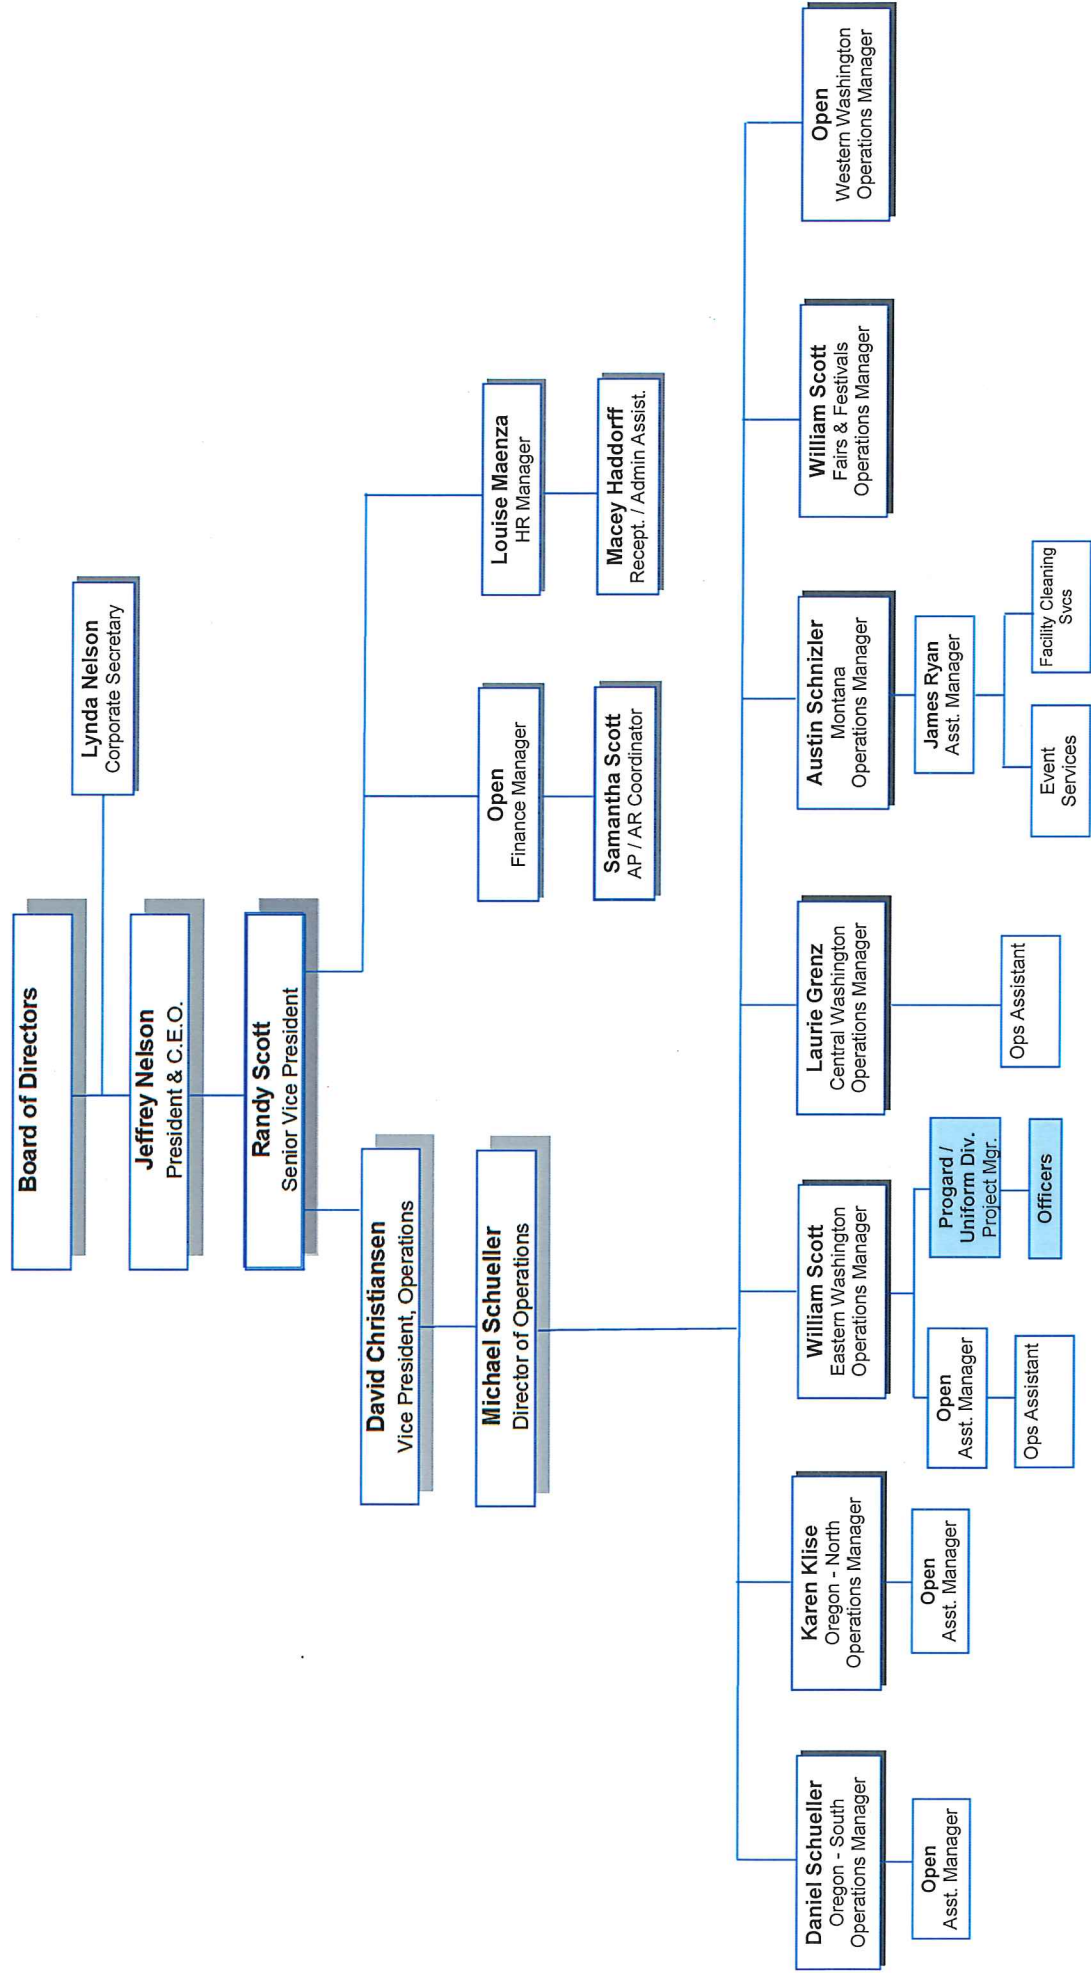 Board of Directors
Lynda Nelson
Corporate Secretary
Jeffrey Nelson
President & C.E.O.
Randy Scott
Senior Vice President
David Christiansen
Vice President, Operations
Michael Schueller
Director of Operations
Open
Finance Manager
Samantha Scott
AP / AR Coordinator
Louise Maenza
HR Manager
Macey Haddorff
Recept. / Admin Assist.
Daniel Schueller
Oregon - South
Operations Manager
Open
Asst. Manager
Karen Klise
Oregon - North
Operations Manager
Open
Asst. Manager
William Scott
Eastern Washington
Operations Manager
Open
Asst. Manager
Ops Assistant
Progard /
Uniform Div.
Project Mgr.
Officers
Laurie Grenz
Central Washington
Operations Manager
Ops Assistant
Austin Schnizler
Montana
Operations Manager
James Ryan
Asst. Manager
Event
Services
Facility Cleaning
Svcs
William Scott
Fairs & Festivals
Operations Manager
Open
Western Washington
Operations Manager